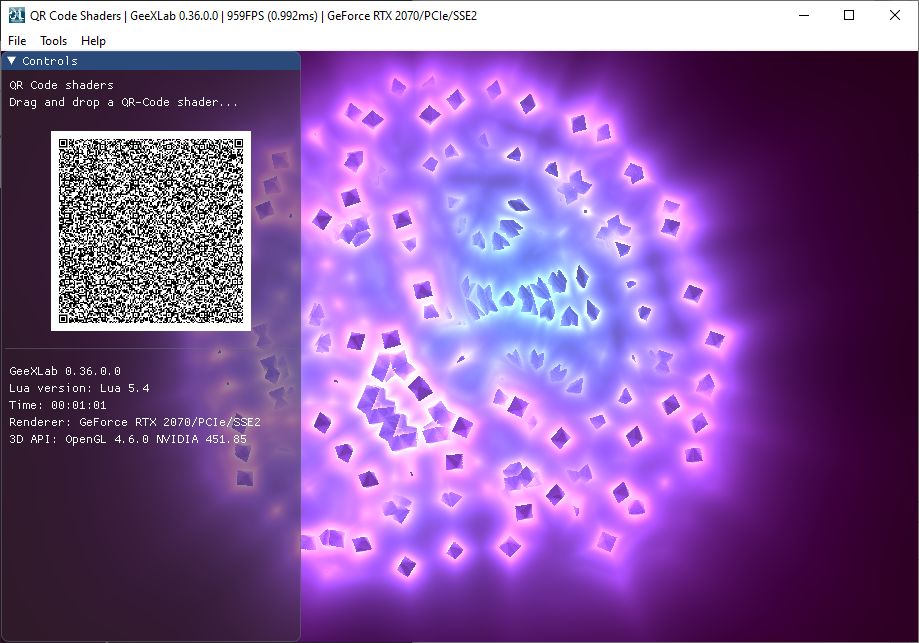 QR Code Shaders | GeeXLab 0.36.0.0 | 959FPS (0.992ms) | GeForce RTX 2070/PCIe/SSE2
File Tools Help
Controls
QR Code shaders
Drag and drop a QR-Code shader...
GeeXLab 0.36.0.0
Lua version: Lua 5.4
Time: 00:01:01
Renderer: GeForce RTX 2070/PCIe/SSE2
3D API: OpenGL 4.6.0 NVIDIA 451.85